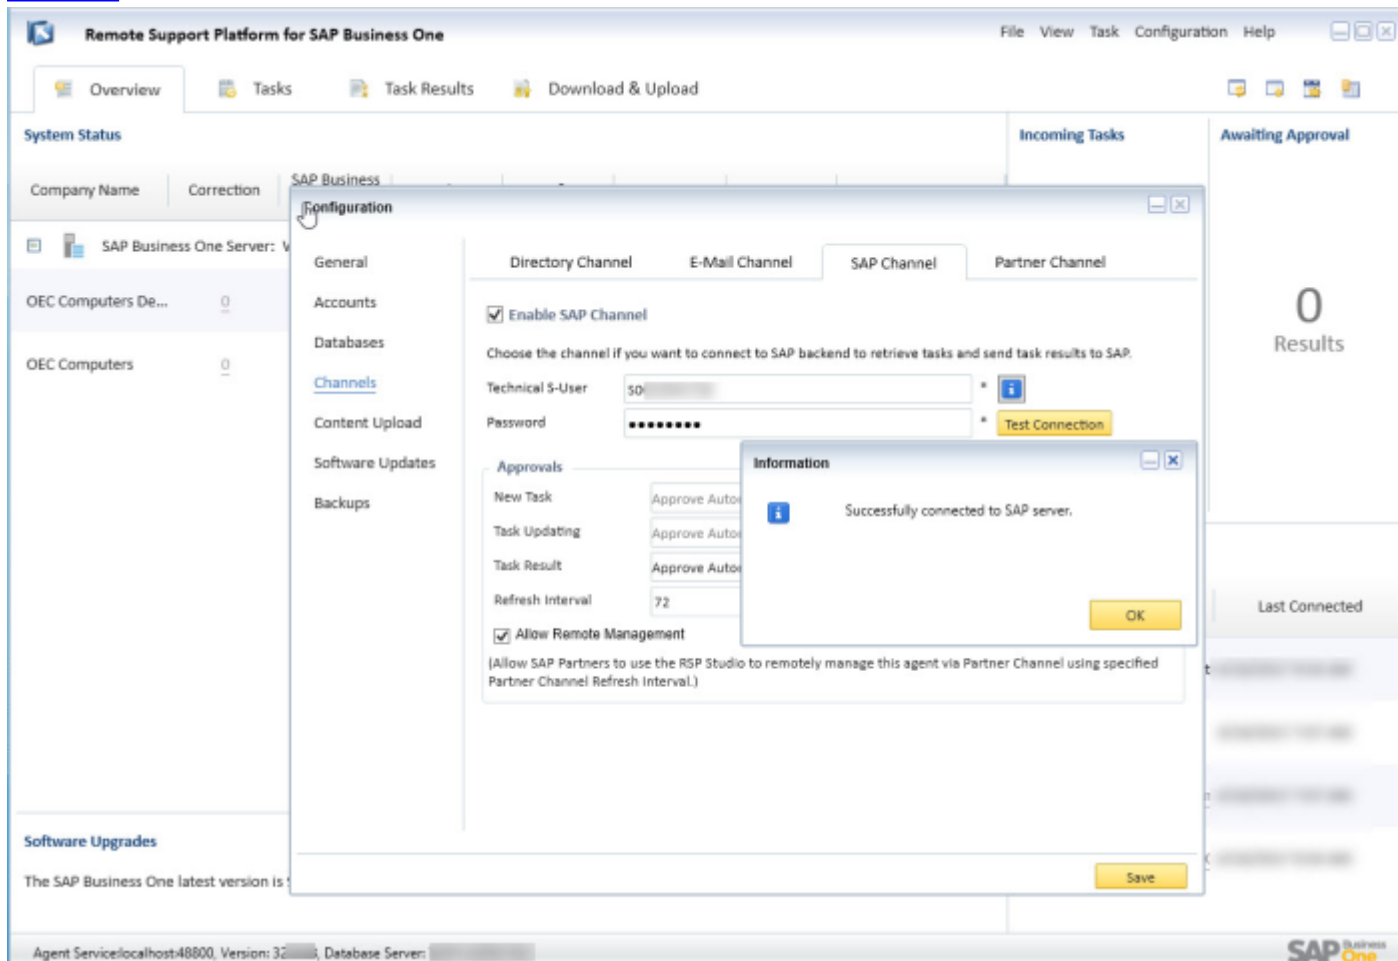 Remote Support Platform for SAP Business One
File View Task Configuration Help
Overview Tasks Task Results Download & Upload
System Status
Incoming Tasks
Awaiting Approval
Company Name Correction SAP Business
Configuration
SAP Business One Server:
General
Accounts
Databases
Channels
Content Upload
Software Updates
Backups
Directory Channel E-Mail Channel SAP Channel Partner Channel
Enable SAP Channel
Choose the channel if you want to connect to SAP backend to retrieve tasks and send task results to SAP.
Technical S-User *
Password •••••••• * Test Connection
Approvals
New Task Approve
Task Updating Approve
Task Result Approve
Refresh Interval 72
Allow Remote Management
(Allow SAP Partners to use the RSP Studio to remotely manage this agent via Partner Channel using specified
Partner Channel Refresh Interval.)
Information
Successfully connected to SAP server.
OK
Save
OEC Computers De... 0
OEC Computers 0
0
Results
Last Connected
Software Upgrades
The SAP Business One latest version is
Agent Service:localhost:48800, Version: Database Server:
SAP Business
One